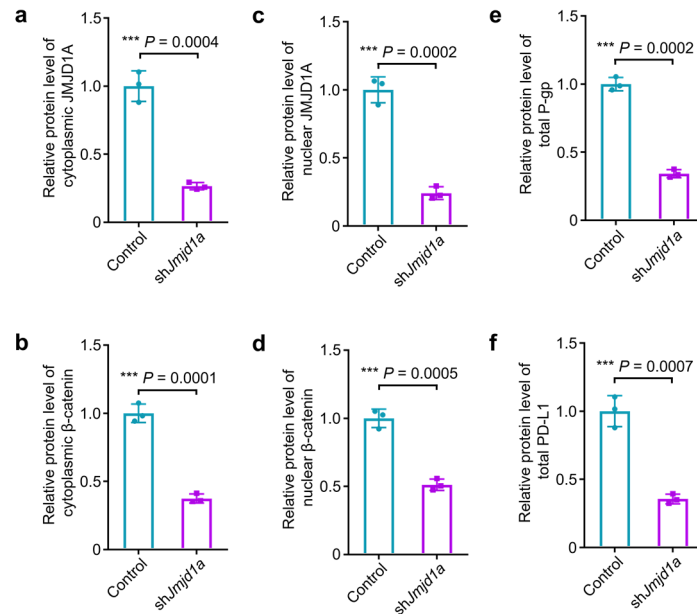 a
Relative protein level of
cytoplasmic JMJD1A
1.5
1.0
0.5
0
*** P = 0.0004
Control
shJmjd1a
c
Relative protein level of
nuclear JMJD1A
1.5
1.0
0.5
0
*** P = 0.0002
Control
shJmjd1a
e
Relative protein level of
total P-gp
1.5
1.0
0.5
0
*** P = 0.0002
Control
shJmjd1a
b
Relative protein level of
cytoplasmic β-catenin
1.5
1.0
0.5
0
*** P = 0.0001
Control
shJmjd1a
d
Relative protein level of
nuclear β-catenin
1.5
1.0
0.5
0
*** P = 0.0005
Control
shJmjd1a
f
Relative protein level of
total PD-L1
1.5
1.0
0.5
0
*** P = 0.0007
Control
shJmjd1a